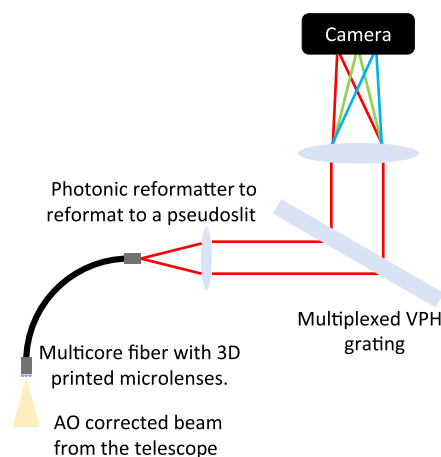 Camera
Photonic reformatter to
reformat to a pseudoslit
Multiplexed VPH
grating
Multicore fiber with 3D
printed microlenses.
AO corrected beam
from the telescope